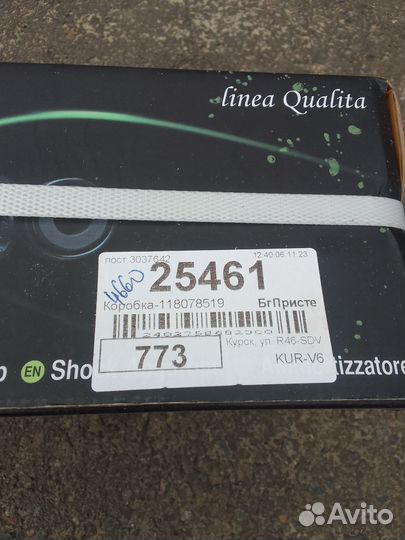 linea Qualita
пост 3037642
12:40 06.11.23
4660
25461
Коробка-118078519
БгПристе
773
Курск, ул.
R46-SDV
KUR-V6
EN Sho
izzatore
Avito